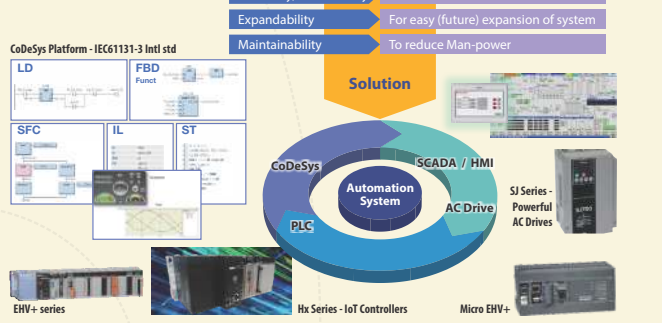 Expandability
For easy (future) expansion of system
Maintainability
To reduce Man-power
CoDeSys Platform - IEC61131-3 Intl std
LD
FBD
Funct
Solution
SFC
IL
ST
CoDeSys
SCADA / HMI
Automation
System
AC Drive
PLC
SJ Series -
Powerful
AC Drives
EHV+ series
Hx Series - IoT Controllers
Micro EHV+